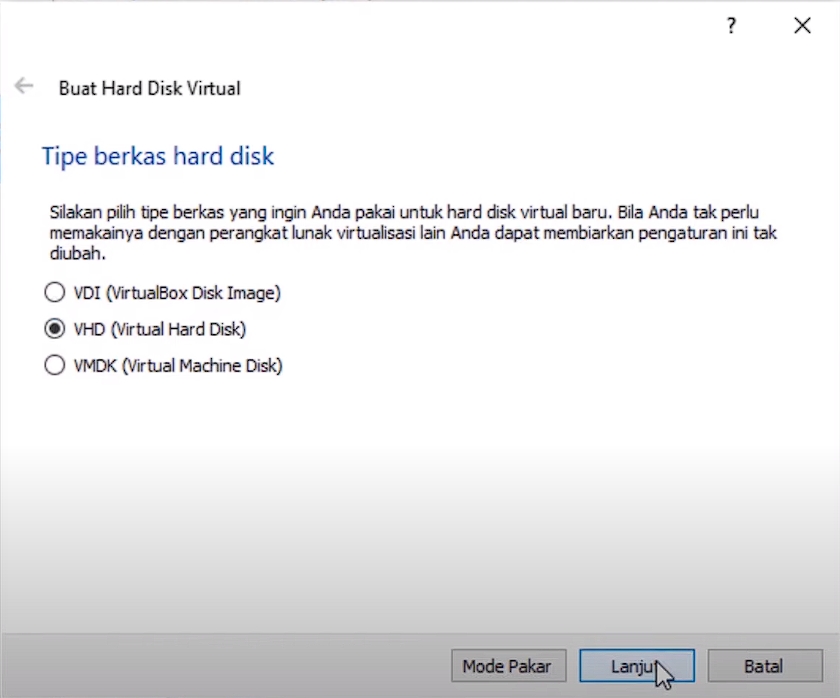 ?
Buat Hard Disk Virtual
Tipe berkas hard disk
Silakan pilih tipe berkas yang ingin Anda pakai untuk hard disk virtual baru. Bila Anda tak perlu
memakainya dengan perangkat lunak virtualisasi lain Anda dapat membiarkan pengaturan ini tak
diubah.
VDI (VirtualBox Disk Image)
VHD (Virtual Hard Disk)
VMDK (Virtual Machine Disk)
Mode Pakar Lanjut Batal